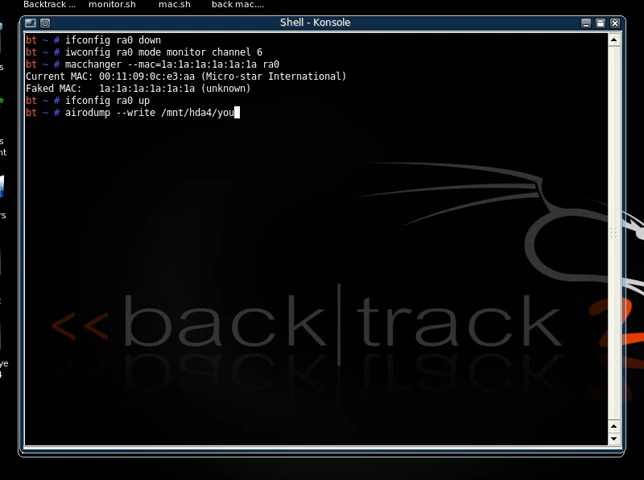 Backtrack ... monitor.sh mac.sh back mac....
Shell - Konsole
bt ~ # ifconfig ra0 down
bt ~ # iwconfig ra0 mode monitor channel 6
bt ~ # macchanger --mac=1a:1a:1a:1a:1a:1a ra0
Current MAC: 00:11:09:0c:e3:aa (Micro-star International)
Faked MAC:   1a:1a:1a:1a:1a:1a (unknown)
bt ~ # ifconfig ra0 up
bt ~ # airodump --write /mnt/hda4/you
<<back|track 2